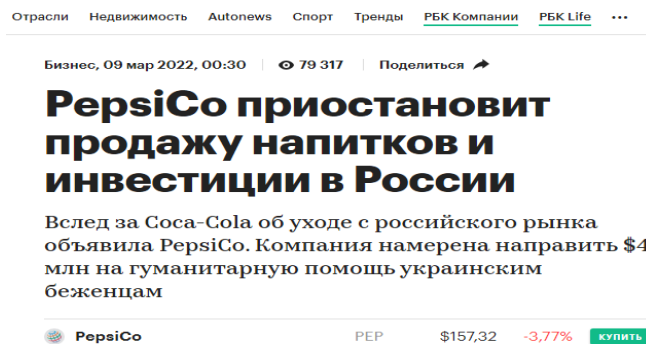 Отрасли Недвижимость Autonews Спорт Тренды РБК Компании РБК Life ...
Бизнес, 09 мар 2022, 00:30 79 317 Поделиться
PepsiCo приостановит
продажу напитков и
инвестиции в России
Вслед за Coca-Cola об уходе с российского рынка
объявила PepsiCo. Компания намерена направить $4
млн на гуманитарную помощь украинским
беженцам
PepsiCo PEP $157,32 -3,77% КУПИТЬ